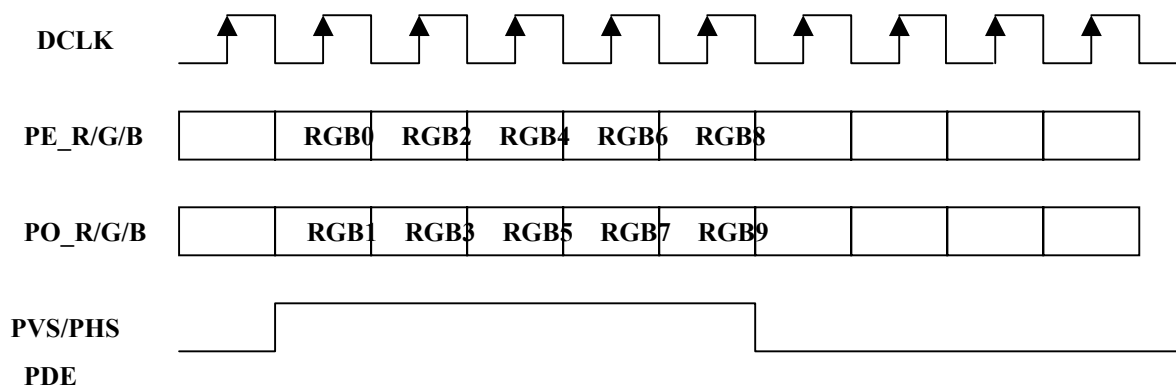 DCLK
PE_R/G/B RGB0 RGB2 RGB4 RGB6 RGB8
PO_R/G/B RGB1 RGB3 RGB5 RGB7 RGB9
PVS/PHS
PDE